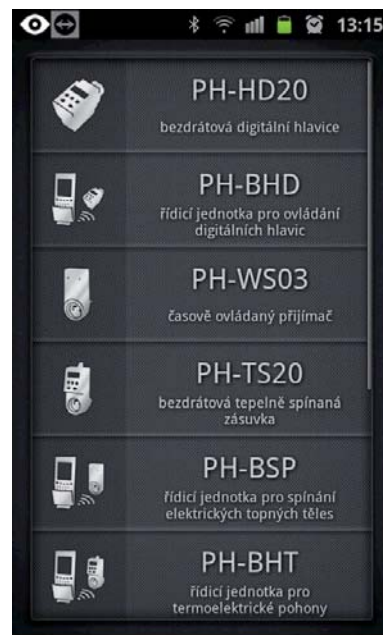 13:15
PH-HD20
bezdrátová digitální hlavice
PH-BHD
řídicí jednotka pro ovládání
digitálních hlavic
PH-WS03
časově ovládaný přijímač
PH-TS20
bezdrátová tepelně spínaná
zásuvka
PH-BSP
řídicí jednotka pro spínání
elektrických topných těles
PH-BHT
řídicí jednotka pro
termoelektrické pohony